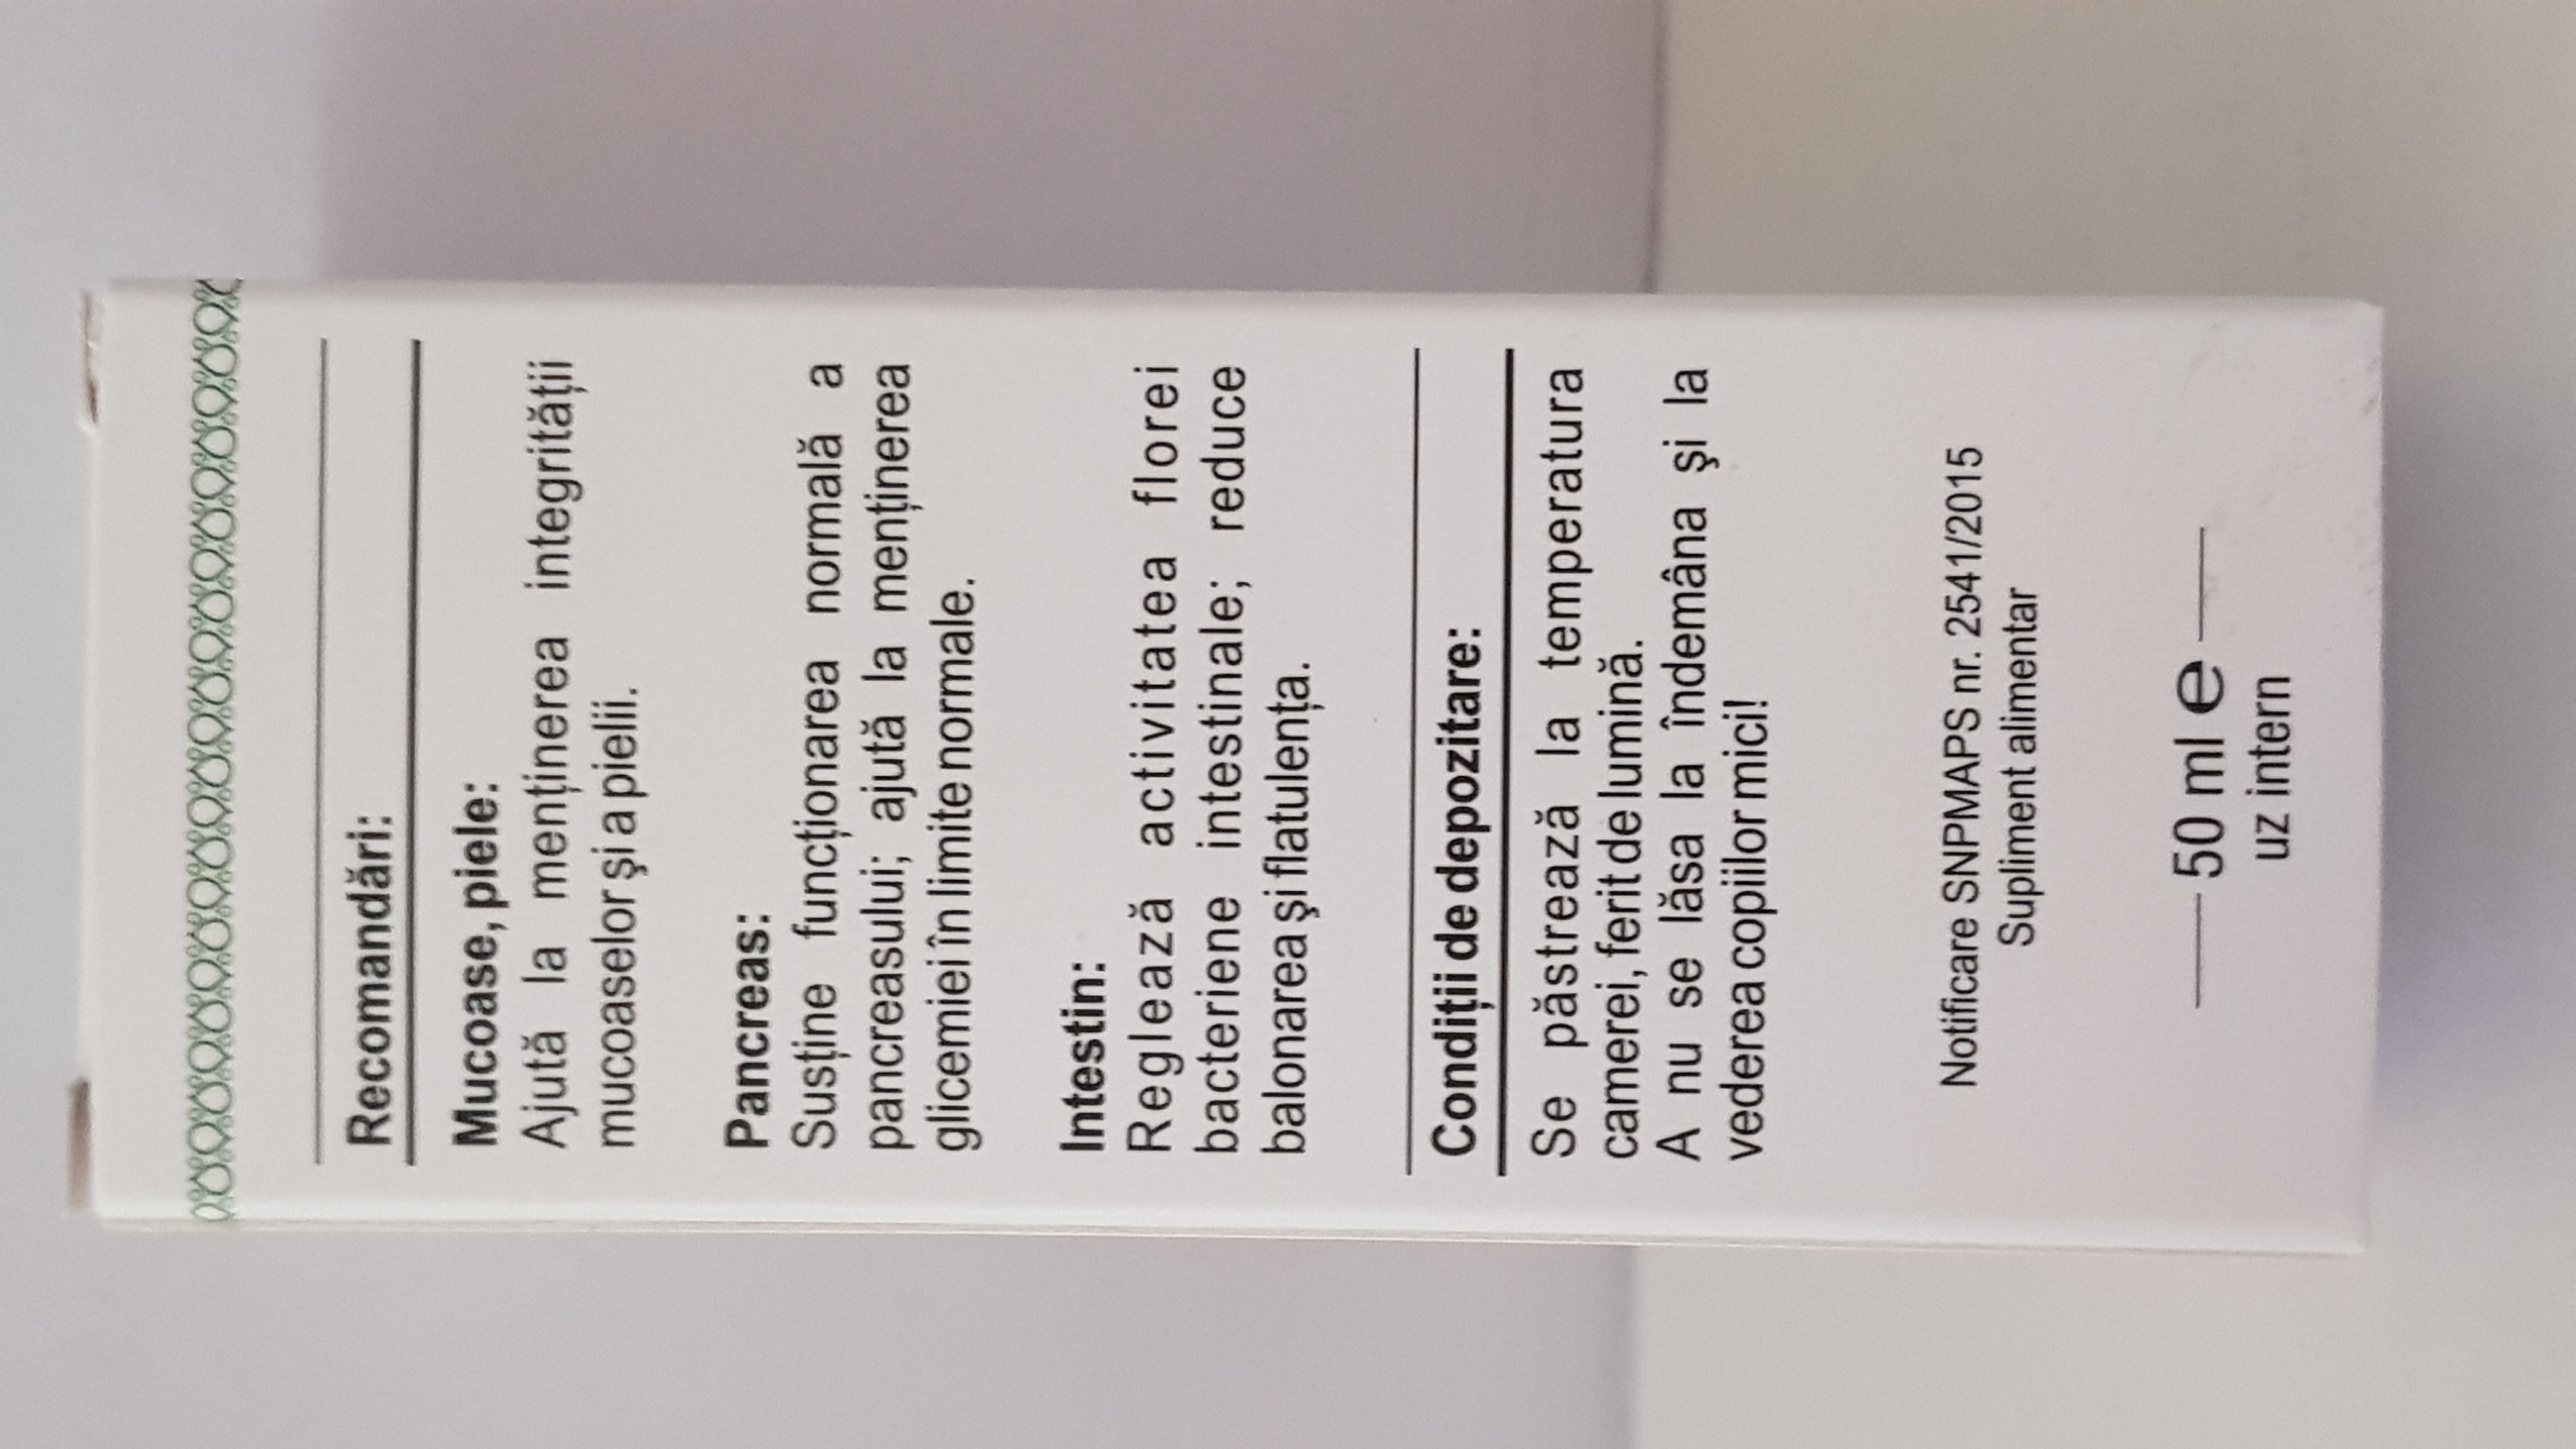 Recomandări:
Mucoase, piele:
Ajută la menținerea integrității
mucoaselor şi a pielii.
Pancreas:
Susține funcționarea normală a
pancreasului; ajută la menținerea
glicemiei în limite normale.
Intestin:
Reglează activitatea florei
bacteriene intestinale; reduce
balonarea şi flatulența.
Condiții de depozitare:
Se păstrează la temperatura
camerei, ferit de lumină.
A nu se lăsa la îndemâna şi la
vederea copiilor mici!
Notificare SNPMAPS nr. 2541/2015
Supliment alimentar
50 ml e
uz intern